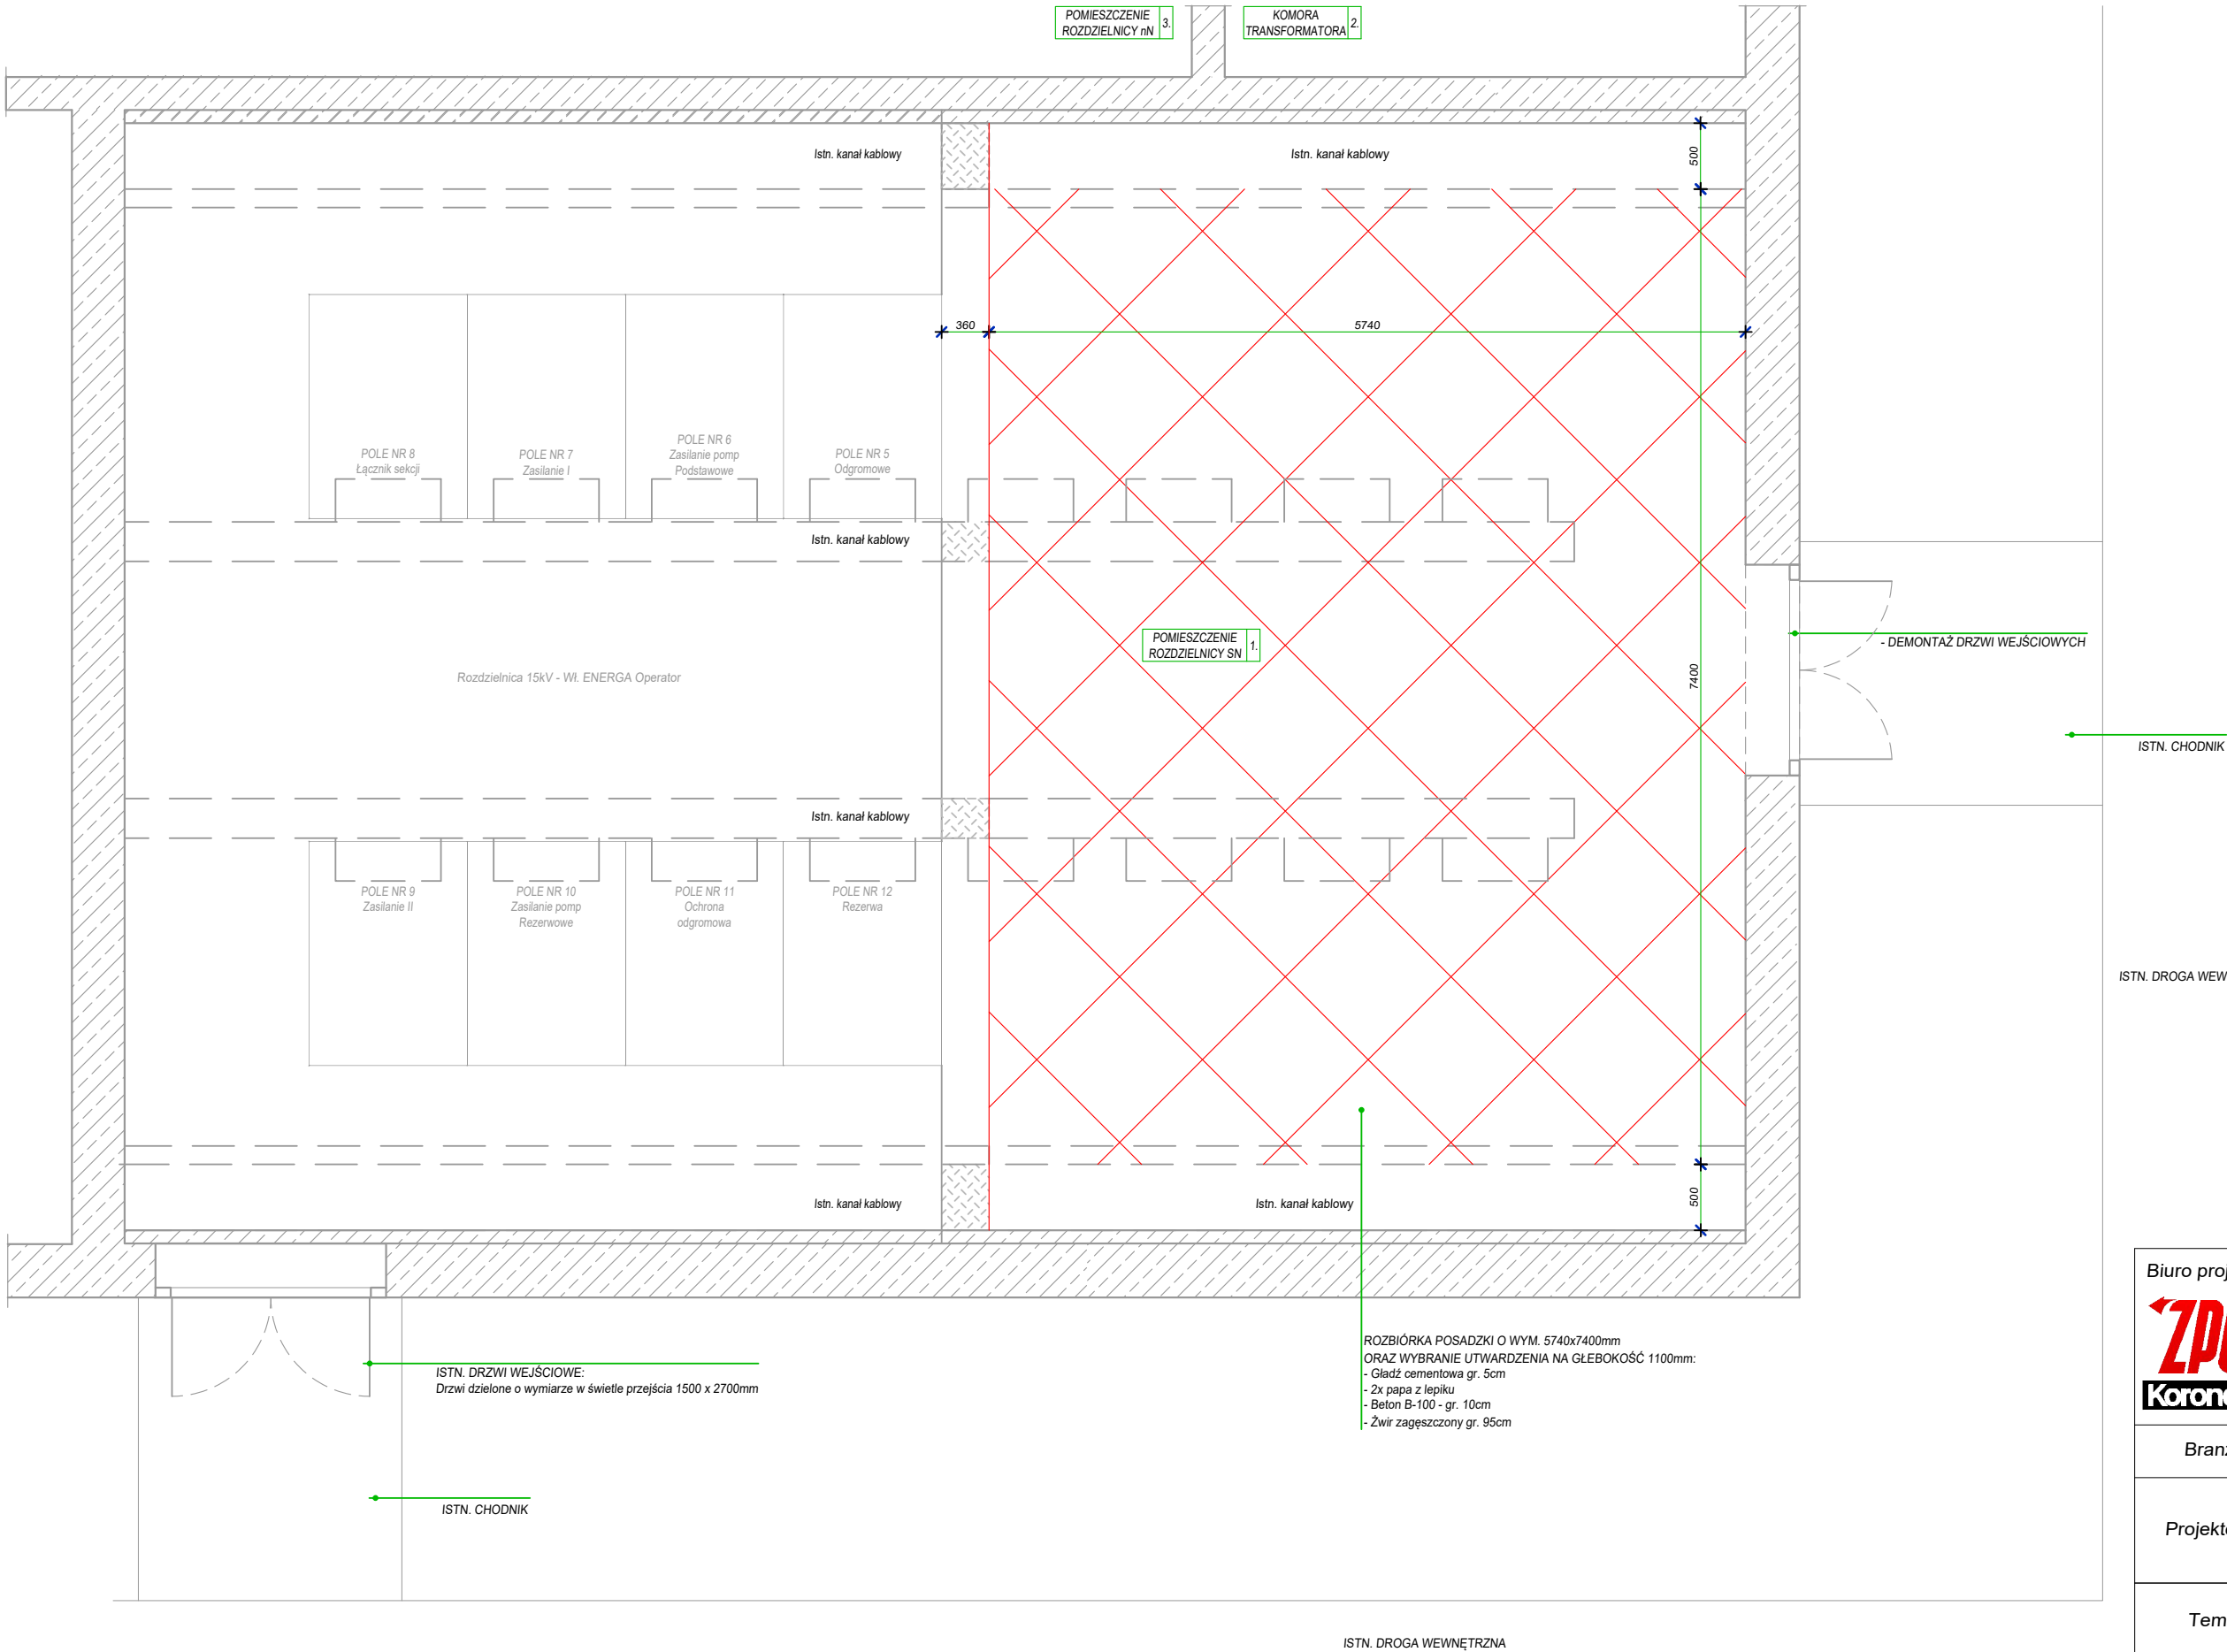 POMIESZCZENIE
ROZDZIELNICY nN
3.
KOMORA
TRANSFORMATORA
2.
Istn. kanał kablowy
Istn. kanał kablowy
500
360
5740
POLE NR 8
Łącznik sekcji
POLE NR 7
Zasilanie I
POLE NR 6
Zasilanie pomp
Podstawowe
POLE NR 5
Odgromowe
Istn. kanał kablowy
POMIESZCZENIE
ROZDZIELNICY SN
1.
- DEMONTAŻ DRZWI WEJŚCIOWYCH
Rozdzielnica 15kV - Wł. ENERGA Operator
7400
ISTN. CHODNIK
Istn. kanał kablowy
POLE NR 9
Zasilanie II
POLE NR 10
Zasilanie pomp
Rezerwowe
POLE NR 11
Ochrona
odgromowa
POLE NR 12
Rezerwa
ISTN. DROGA WEW
Istn. kanał kablowy
Istn. kanał kablowy
500
Biuro proj
ZP
Koron
ROZBIÓRKA POSADZKI O WYM. 5740x7400mm
ORAZ WYBRANIE UTWARDZENIA NA GŁEBOKOŚĆ 1100mm:
- Gładź cementowa gr. 5cm
- 2x papa z lepiku
- Beton B-100 - gr. 10cm
- Żwir zagęszczony gr. 95cm
ISTN. DRZWI WEJŚCIOWE:
Drzwi dzielone o wymiarze w świetle przejścia 1500 x 2700mm
Bran
ISTN. CHODNIK
Projekt
Tem
ISTN. DROGA WEWNĘTRZNA